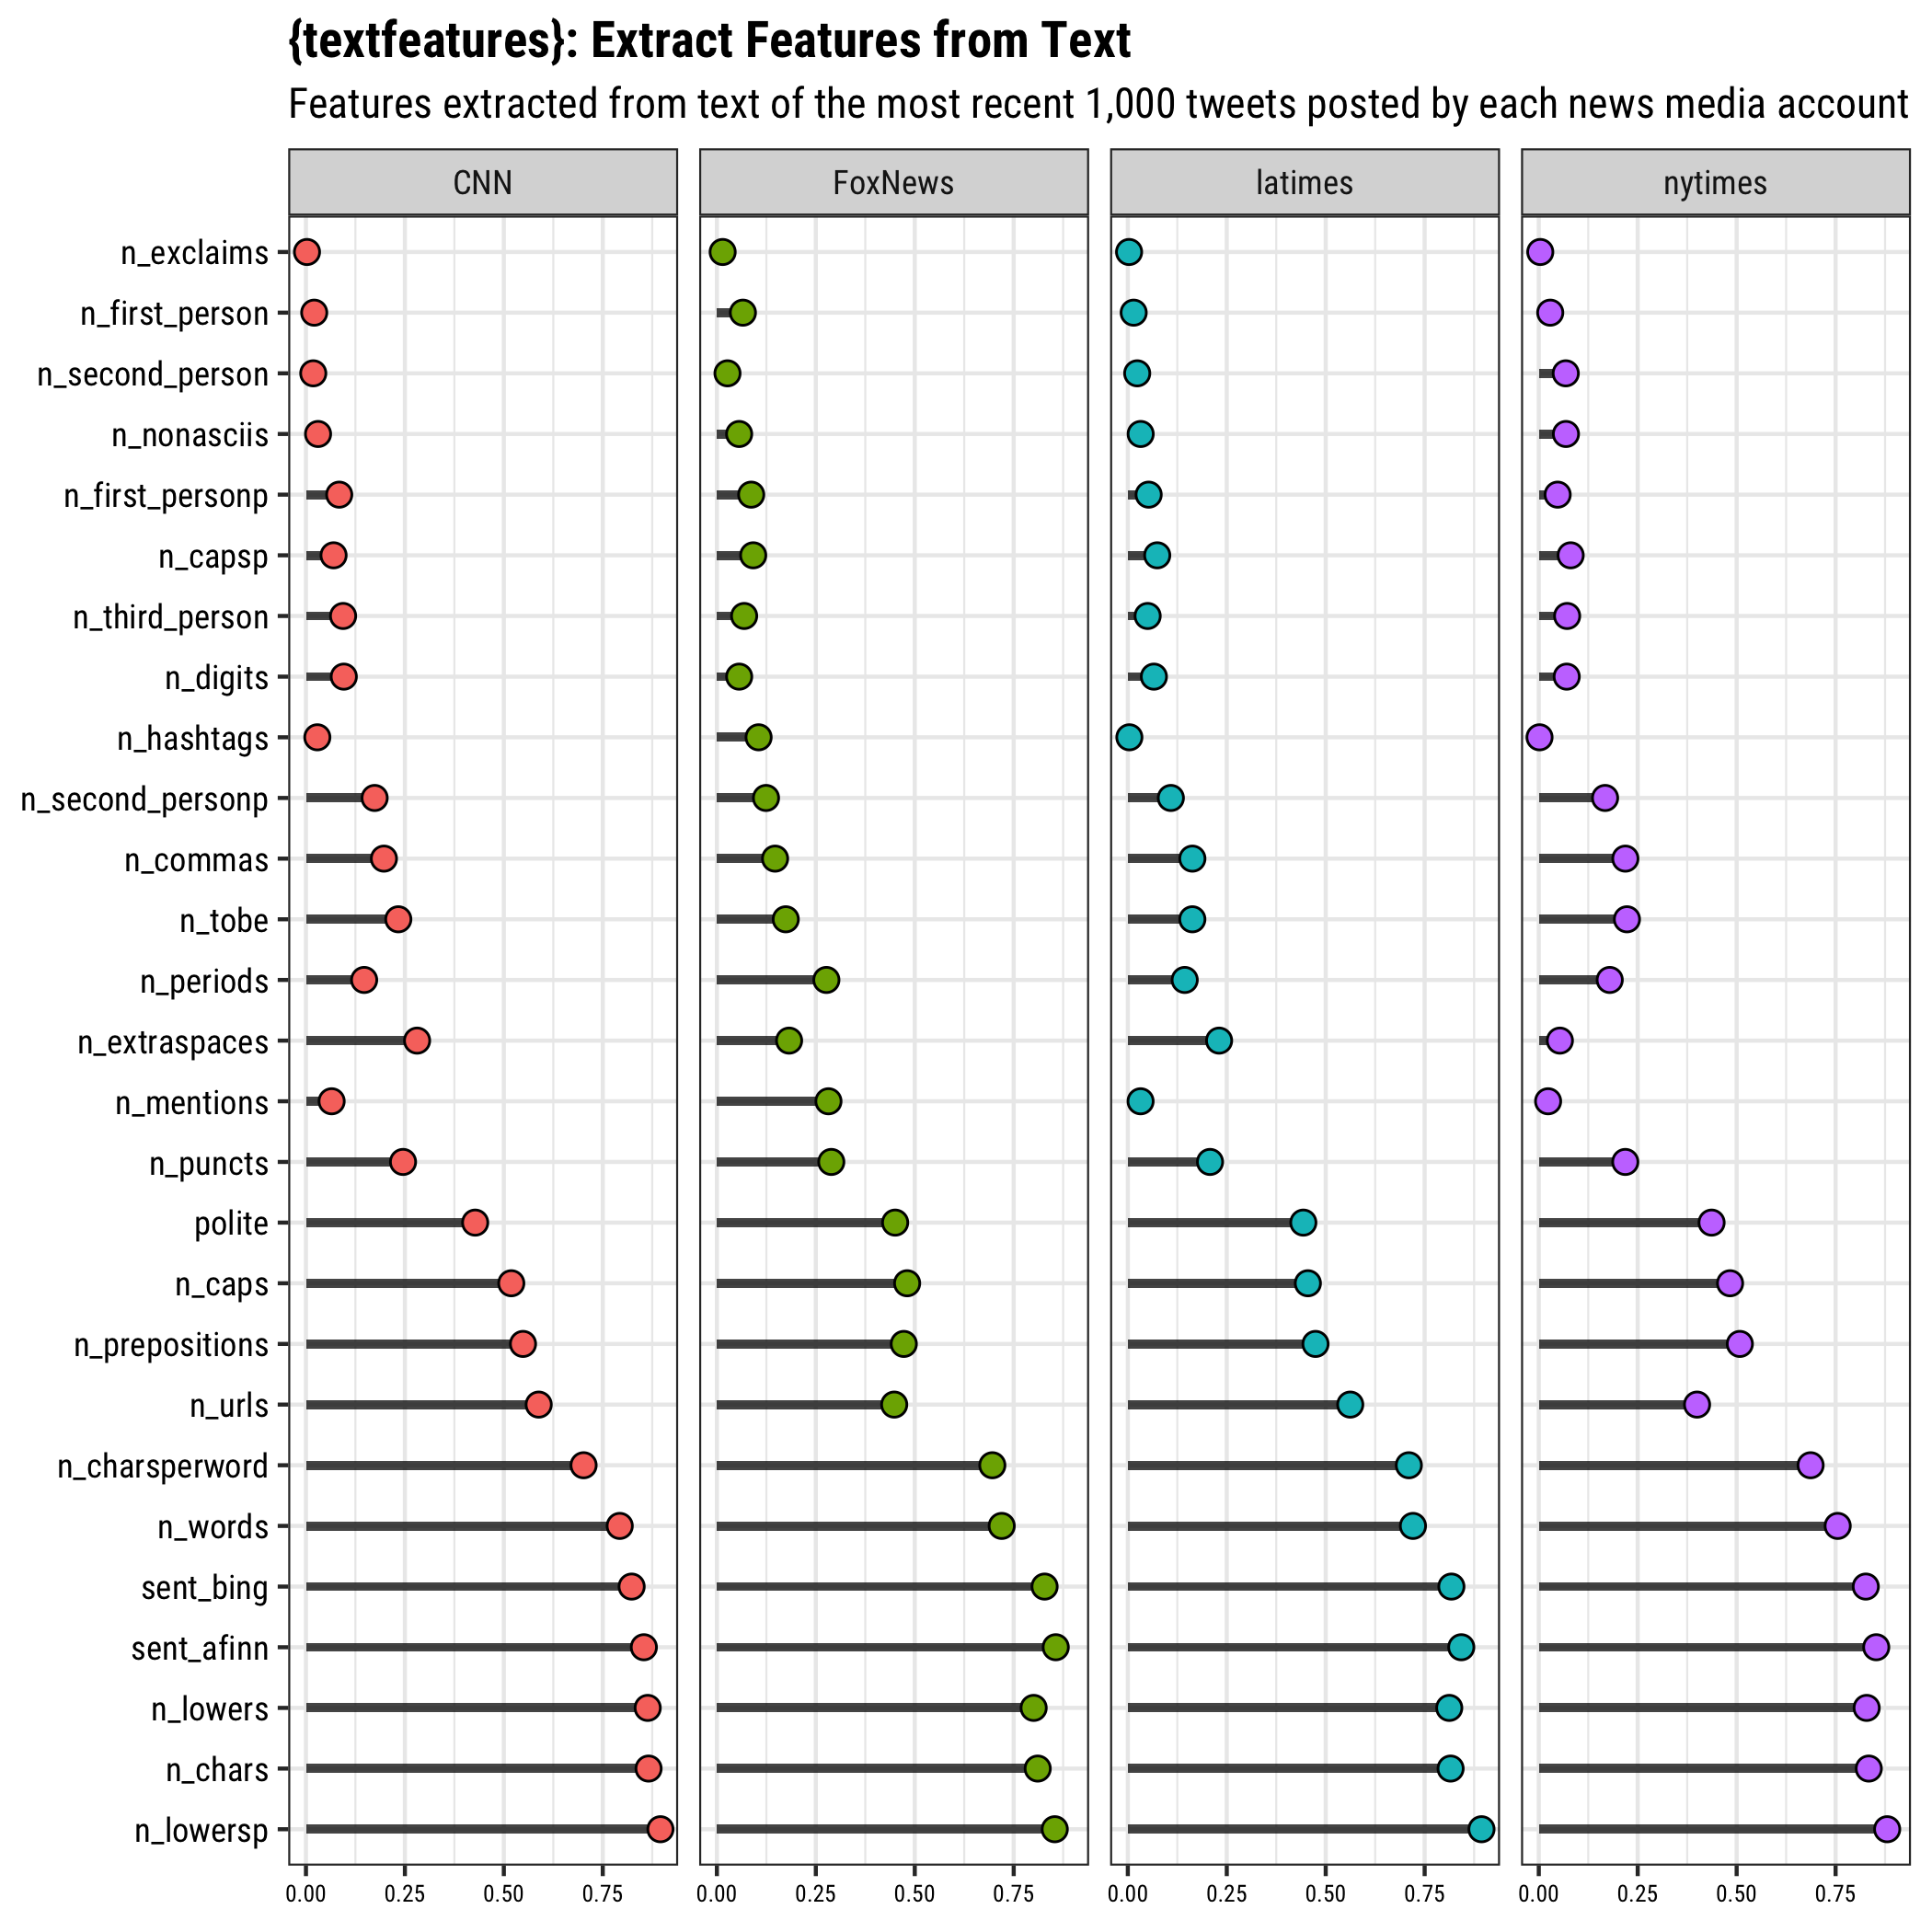 {textfeatures}: Extract Features from Text
Features extracted from text of the most recent 1,000 tweets posted by each news media account
CNN FoxNews latimes nytimes
n_exclaims
n_first_person
n_second_person
n_nonasciis
n_first_personp
n_capsp
n_third_person
n_digits
n_hashtags
n_second_personp
n_commas
n_tobe
n_periods
n_extraspaces
n_mentions
n_puncts
polite
n_caps
n_prepositions
n_urls
n_charsperword
n_words
sent_bing
sent_afinn
n_lowers
n_chars
n_lowersp
0.00 0.25 0.50 0.75 0.00 0.25 0.50 0.75 0.00 0.25 0.50 0.75 0.00 0.25 0.50 0.75